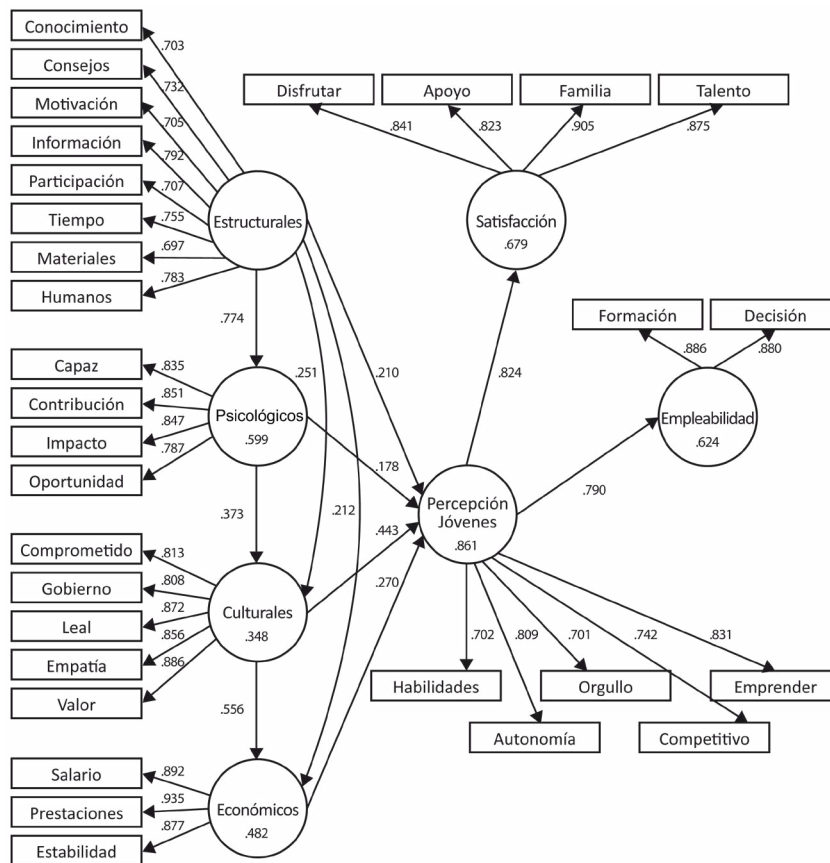 Conocimiento
Consejos
Motivación
Información
Participación
Tiempo
Materiales
Humanos
.703
.732
.705
.792
.707
.755
.697
.783
Estructurales
Disfrutar
Apoyo
Familia
Talento
.841
.823
.905
.875
Satisfacción
.679
.774
.251
.212
.210
.824
Formación
Decisión
.886
.880
Empleabilidad
.624
.790
Capaz
Contribución
Impacto
Oportunidad
.835
.851
.847
.787
Psicológicos
.599
.178
.373
.443
.270
Percepción
Jóvenes
.861
Comprometido
Gobierno
Leal
Empatía
Valor
.813
.808
.872
.856
.886
Culturales
.348
.556
.702
.809
.701
.742
.831
Habilidades
Orgullo
Emprender
Autonomía
Competitivo
Salario
Prestaciones
Estabilidad
.892
.935
.877
Económicos
.482